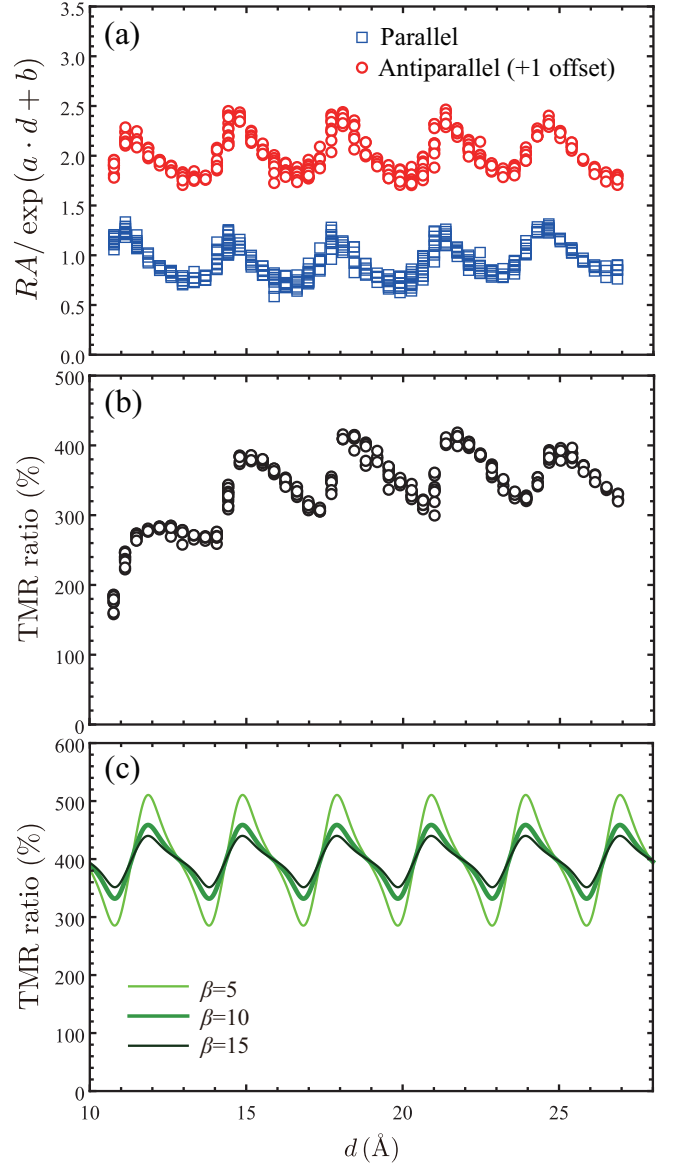 (a)
Parallel
Antiparallel (+1 offset)
RA/ exp (a · d + b)
3.5
3.0
2.5
2.0
1.5
1.0
0.5
0.0
(b)
TMR ratio (%)
500
400
300
200
100
0
(c)
TMR ratio (%)
600
500
400
300
200
100
0
β=5
β=10
β=15
10 15 20 25
d (Å)